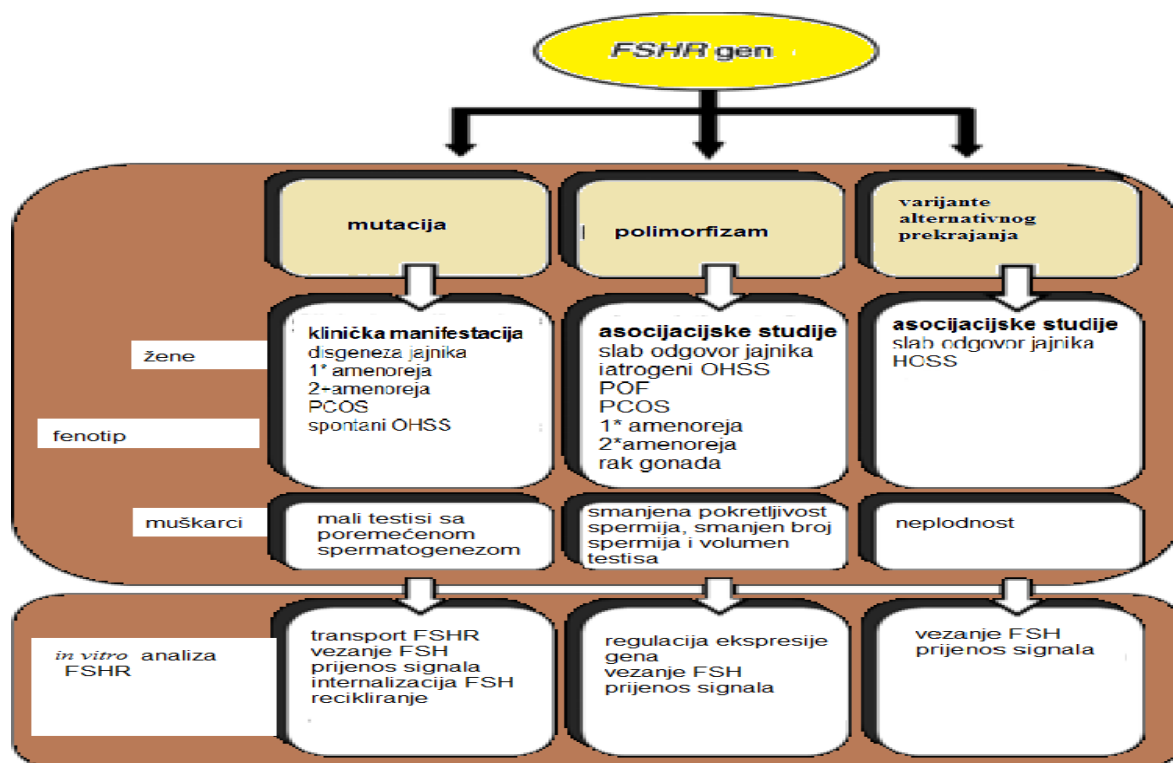 FSHR gen
mutacija
polimorfizam
varijante
alternativnog
prekrajanja
žene
klinička manifestacija
disgeneza jajnika
1* amenoreja
2+amenoreja
PCOS
spontani OHSS
asocijacijske studije
slab odgovor jajnika
iatrogeni OHSS
POF
PCOS
1* amenoreja
2*amenoreja
rak gonada
asocijacijske studije
slab odgovor jajnika
HOSS
fenotip
muškarci
mali testisi sa
poremećenom
spermatogenezom
smanjena pokretljivost
spermija, smanjen broj
spermija i volumen
testisa
neplodnost
in vitro analiza
FSHR
transport FSHR
vezanje FSH
prijenos signala
internalizacija FSH
recikliranje
regulacija ekspresije
gena
vezanje FSH
prijenos signala
vezanje FSH
prijenos signala